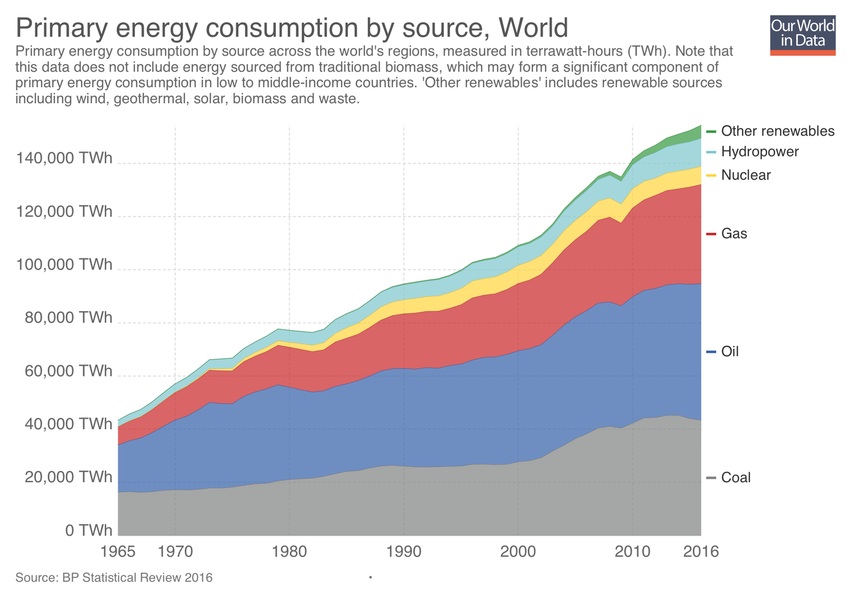 Primary energy consumption by source, World
Our World
in Data
Primary energy consumption by source across the world's regions, measured in terrawatt-hours (TWh). Note that
this data does not include energy sourced from traditional biomass, which may form a significant component of
primary energy consumption in low to middle-income countries. 'Other renewables' includes renewable sources
including wind, geothermal, solar, biomass and waste.
140,000 TWh
120,000 TWh
100,000 TWh
80,000 TWh
60,000 TWh
40,000 TWh
20,000 TWh
0 TWh
Other renewables
Hydropower
Nuclear
Gas
Oil
Coal
1965 1970 1980 1990 2000 2010 2016
Source: BP Statistical Review 2016